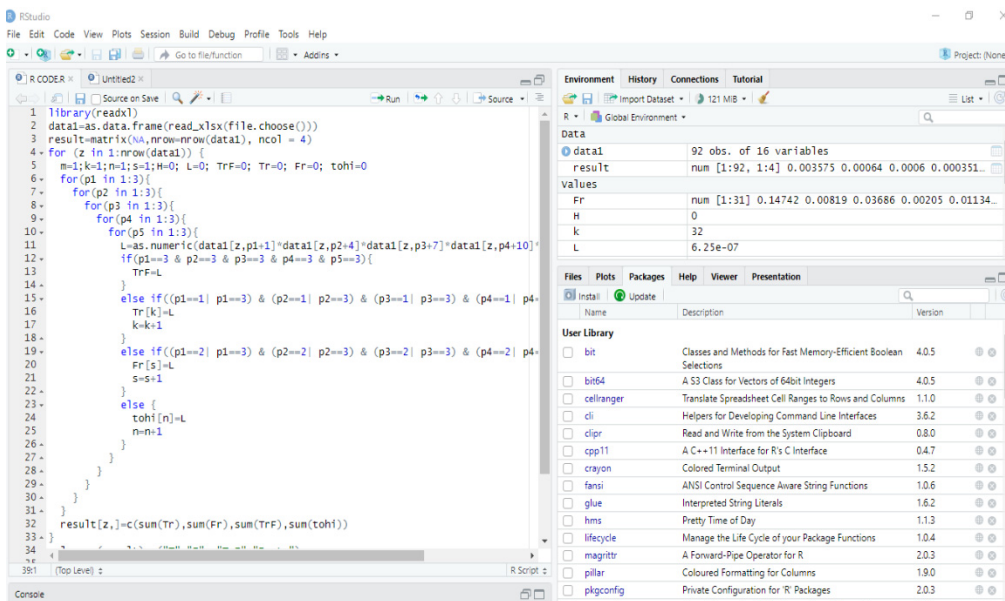 RStudio
File Edit Code View Plots Session Build Debug Profile Tools Help
Go to file/function Addins Project: (None
R CODE.R Untitled2
Source on Save Run Source
1 library(readxl)
2 data1=as.data.frame(read_xlsx(file.choose()))
3 result=matrix(NA,nrow=nrow(data1), ncol = 4)
4 for (z in 1:nrow(data1)) {
5 m=1;k=1;n=1;s=1;H=0; L=0; TrF=0; Tr=0; Fr=0; tohi=0
6 for(p1 in 1:3){
7 for(p2 in 1:3){
8 for(p3 in 1:3){
9 for(p4 in 1:3){
10 for(p5 in 1:3){
11 L=as.numeric(data1[z,p1+1]*data1[z,p2+4]*data1[z,p3+7]*data1[z,p4+10]*
12 if(p1==3 & p2==3 & p3==3 & p4==3 & p5==3){
13 TrF=L
14 }
15 else if((p1==1| p1==3) & (p2==1| p2==3) & (p3==1| p3==3) & (p4==1| p4=
16 Tr[k]=L
17 k=k+1
18 }
19 else if((p1==2| p1==3) & (p2==2| p2==3) & (p3==2| p3==3) & (p4==2| p4=
20 Fr[s]=L
21 s=s+1
22 }
23 else {
24 tohi[n]=L
25 n=n+1
26 }
27 }
28 }
29 }
30 }
31 }
32 result[z,]=c(sum(Tr),sum(Fr),sum(TrF),sum(tohi))
33 }
34
39:1 (Top Level) R Script
Console
Environment History Connections Tutorial
Import Dataset 121 MiB List
R Global Environment
Data
data1 92 obs. of 16 variables
result num [1:92, 1:4] 0.003575 0.00064 0.0006 0.000351…
Values
Fr num [1:31] 0.14742 0.00819 0.03686 0.00205 0.01134…
H 0
k 32
L 6.25e-07
Files Plots Packages Help Viewer Presentation
Install Update
Name Description Version
User Library
bit Classes and Methods for Fast Memory-Efficient Boolean Selections 4.0.5
bit64 A S3 Class for Vectors of 64bit Integers 4.0.5
cellranger Translate Spreadsheet Cell Ranges to Rows and Columns 1.1.0
cli Helpers for Developing Command Line Interfaces 3.6.2
clipr Read and Write from the System Clipboard 0.8.0
cpp11 A C++11 Interface for R's C Interface 0.4.7
crayon Colored Terminal Output 1.5.2
fansi ANSI Control Sequence Aware String Functions 1.0.6
glue Interpreted String Literals 1.6.2
hms Pretty Time of Day 1.1.3
lifecycle Manage the Life Cycle of your Package Functions 1.0.4
magrittr A Forward-Pipe Operator for R 2.0.3
pillar Coloured Formatting for Columns 1.9.0
pkgconfig Private Configuration for 'R' Packages 2.0.3